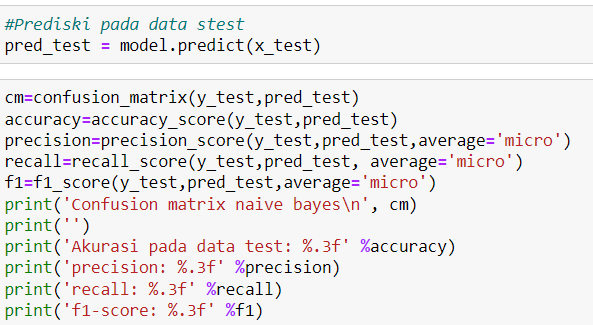 #Prediski pada data stest
pred_test = model.predict(x_test)
cm=confusion_matrix(y_test,pred_test)
accuracy=accuracy_score(y_test,pred_test)
precision=precision_score(y_test,pred_test,average='micro')
recall=recall_score(y_test,pred_test, average='micro')
f1=f1_score(y_test,pred_test,average='micro')
print('Confusion matrix naive bayes\n', cm)
print('')
print('Akurasi pada data test: %.3f' %accuracy)
print('precision: %.3f' %precision)
print('recall: %.3f' %recall)
print('f1-score: %.3f' %f1)